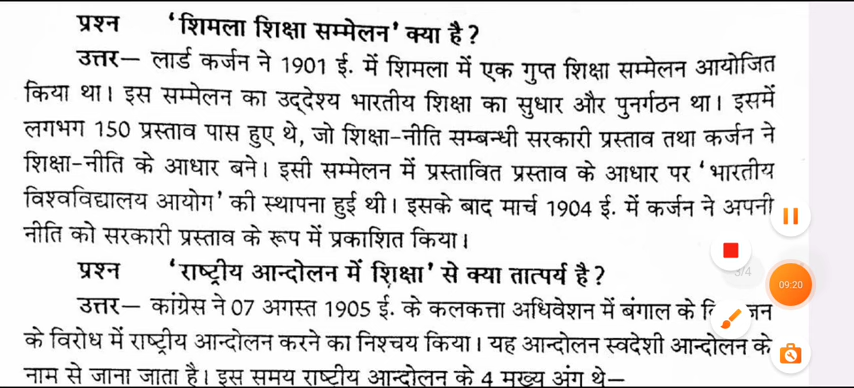 प्रश्न 'शिमला शिक्षा सम्मेलन' क्या है?
उत्तर— लार्ड कर्जन ने 1901 ई. में शिमला में एक गुप्त शिक्षा सम्मेलन आयोजित
किया था। इस सम्मेलन का उद्देश्य भारतीय शिक्षा का सुधार और पुनर्गठन था। इसमें
लगभग 150 प्रस्ताव पास हुए थे, जो शिक्षा-नीति सम्बन्धी सरकारी प्रस्ताव तथा कर्जन ने
शिक्षा-नीति के आधार बने। इसी सम्मेलन में प्रस्तावित प्रस्ताव के आधार पर 'भारतीय
विश्वविद्यालय आयोग' की स्थापना हुई थी। इसके बाद मार्च 1904 ई. में कर्जन ने अपनी
नीति को सरकारी प्रस्ताव के रूप में प्रकाशित किया।
3/4
प्रश्न 'राष्ट्रीय आन्दोलन में शिक्षा' से क्या तात्पर्य है?
09:20
उत्तर— कांग्रेस ने 07 अगस्त 1905 ई. के कलकत्ता अधिवेशन में बंगाल के
के विरोध में राष्ट्रीय आन्दोलन करने का निश्चय किया। यह आन्दोलन स्वदेशी आन्दोलन के
नाम से जाना जाता है। इस समय राष्ट्रीय आन्दोलन के 4 मुख्य अंग थे—